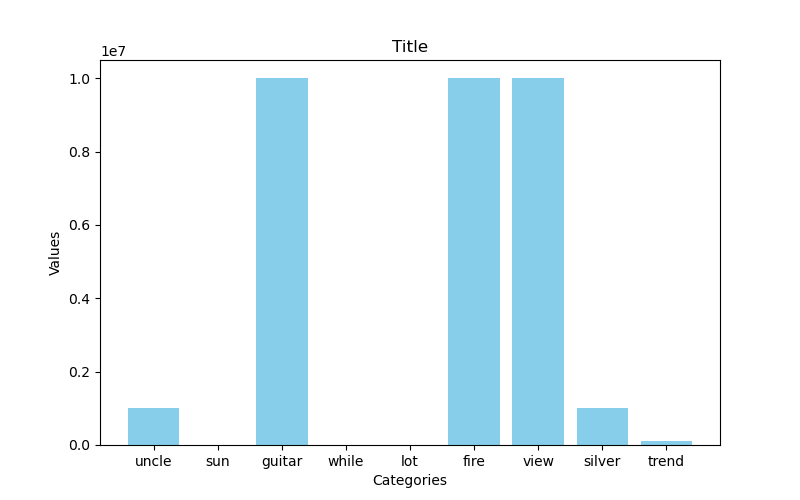 Title
1e7
1.0
0.8
0.6
0.4
0.2
0.0
Values
uncle sun guitar while lot fire view silver trend
Categories